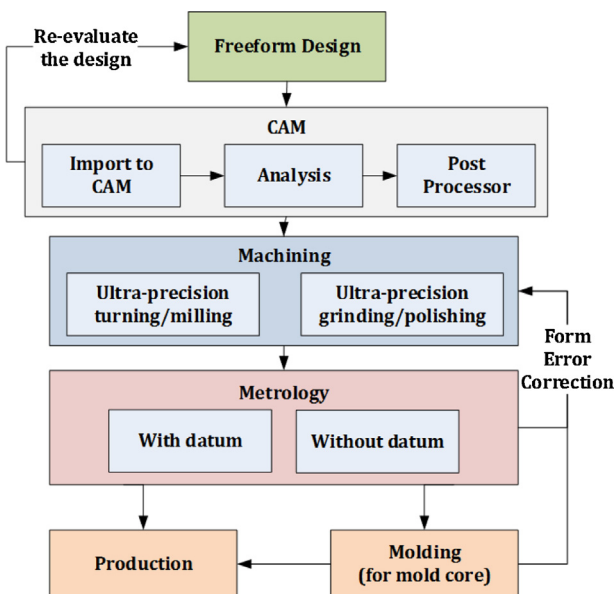 Re-evaluate
the design
Freeform Design
CAM
Import to
CAM
Analysis
Post
Processor
Machining
Ultra-precision
turning/milling
Ultra-precision
grinding/polishing
Form
Error
Correction
Metrology
With datum
Without datum
Production
Molding
(for mold core)